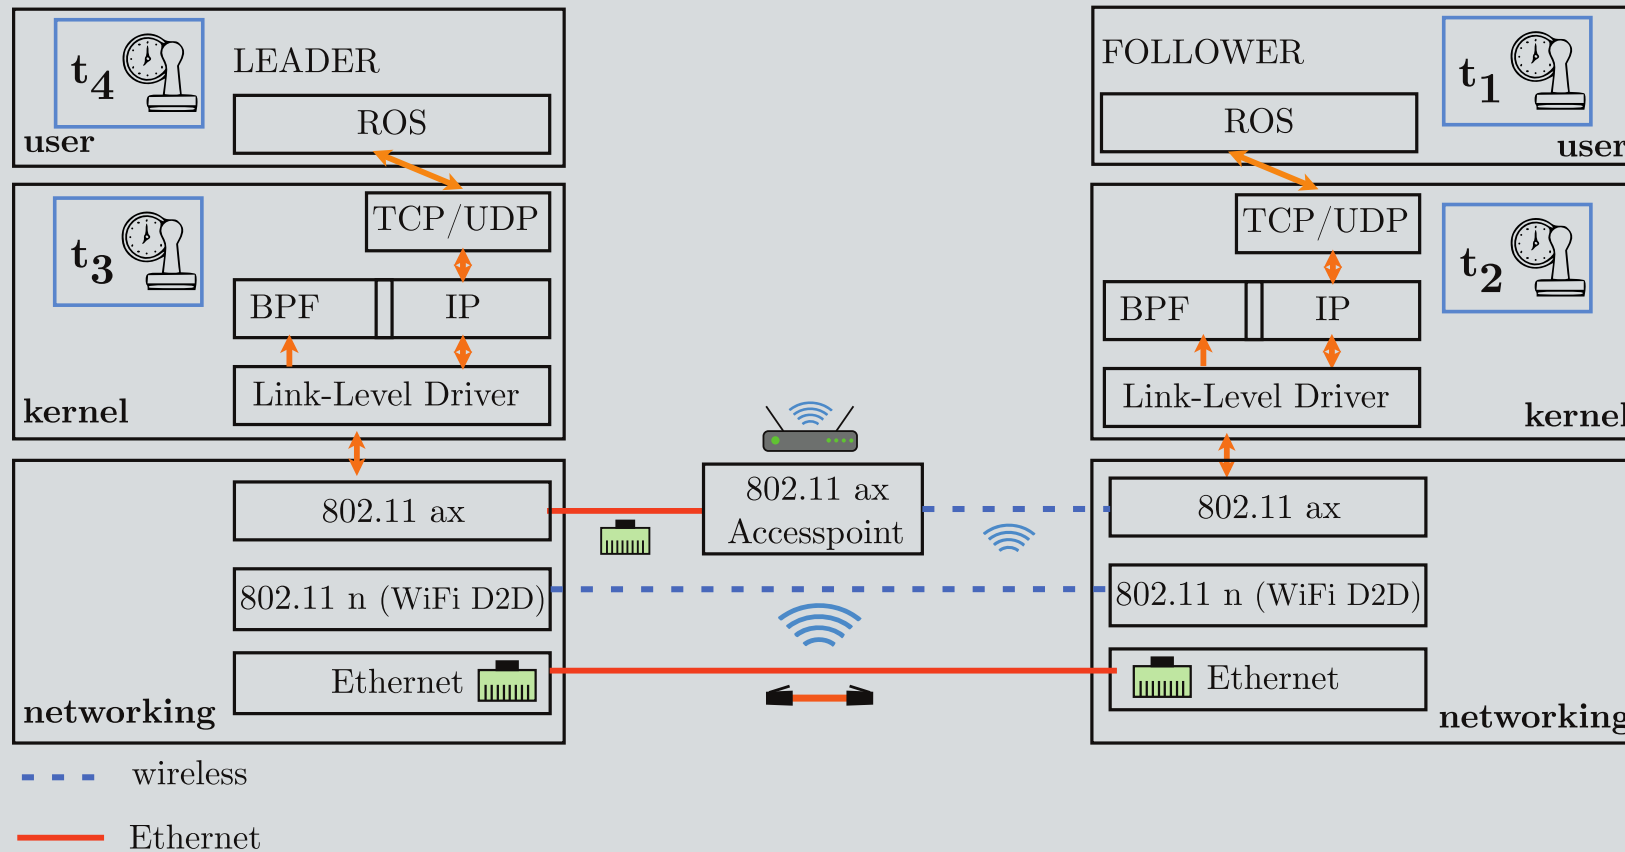 LEADER
t4
ROS
user
TCP/UDP
t3
BPF
IP
Link-Level Driver
kernel
802.11 ax
802.11 n (WiFi D2D)
Ethernet
networking
802.11 ax
Accesspoint
FOLLOWER
t1
ROS
user
TCP/UDP
t2
BPF
IP
Link-Level Driver
kernel
802.11 ax
802.11 n (WiFi D2D)
Ethernet
networking
wireless
Ethernet